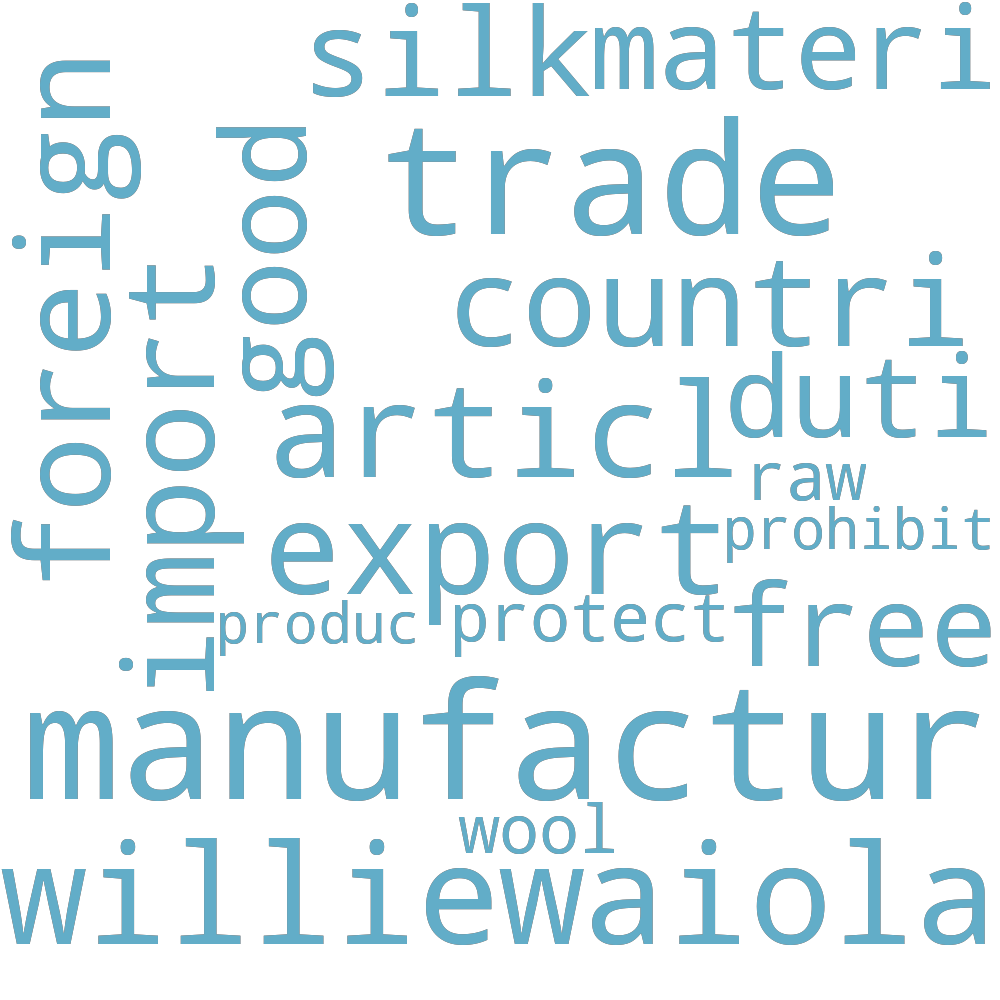 silk
materi
trade
foreign
good
import
countri
duti
articl
raw
export
prohibit
free
produc
protect
manufactur
wool
williewaiola